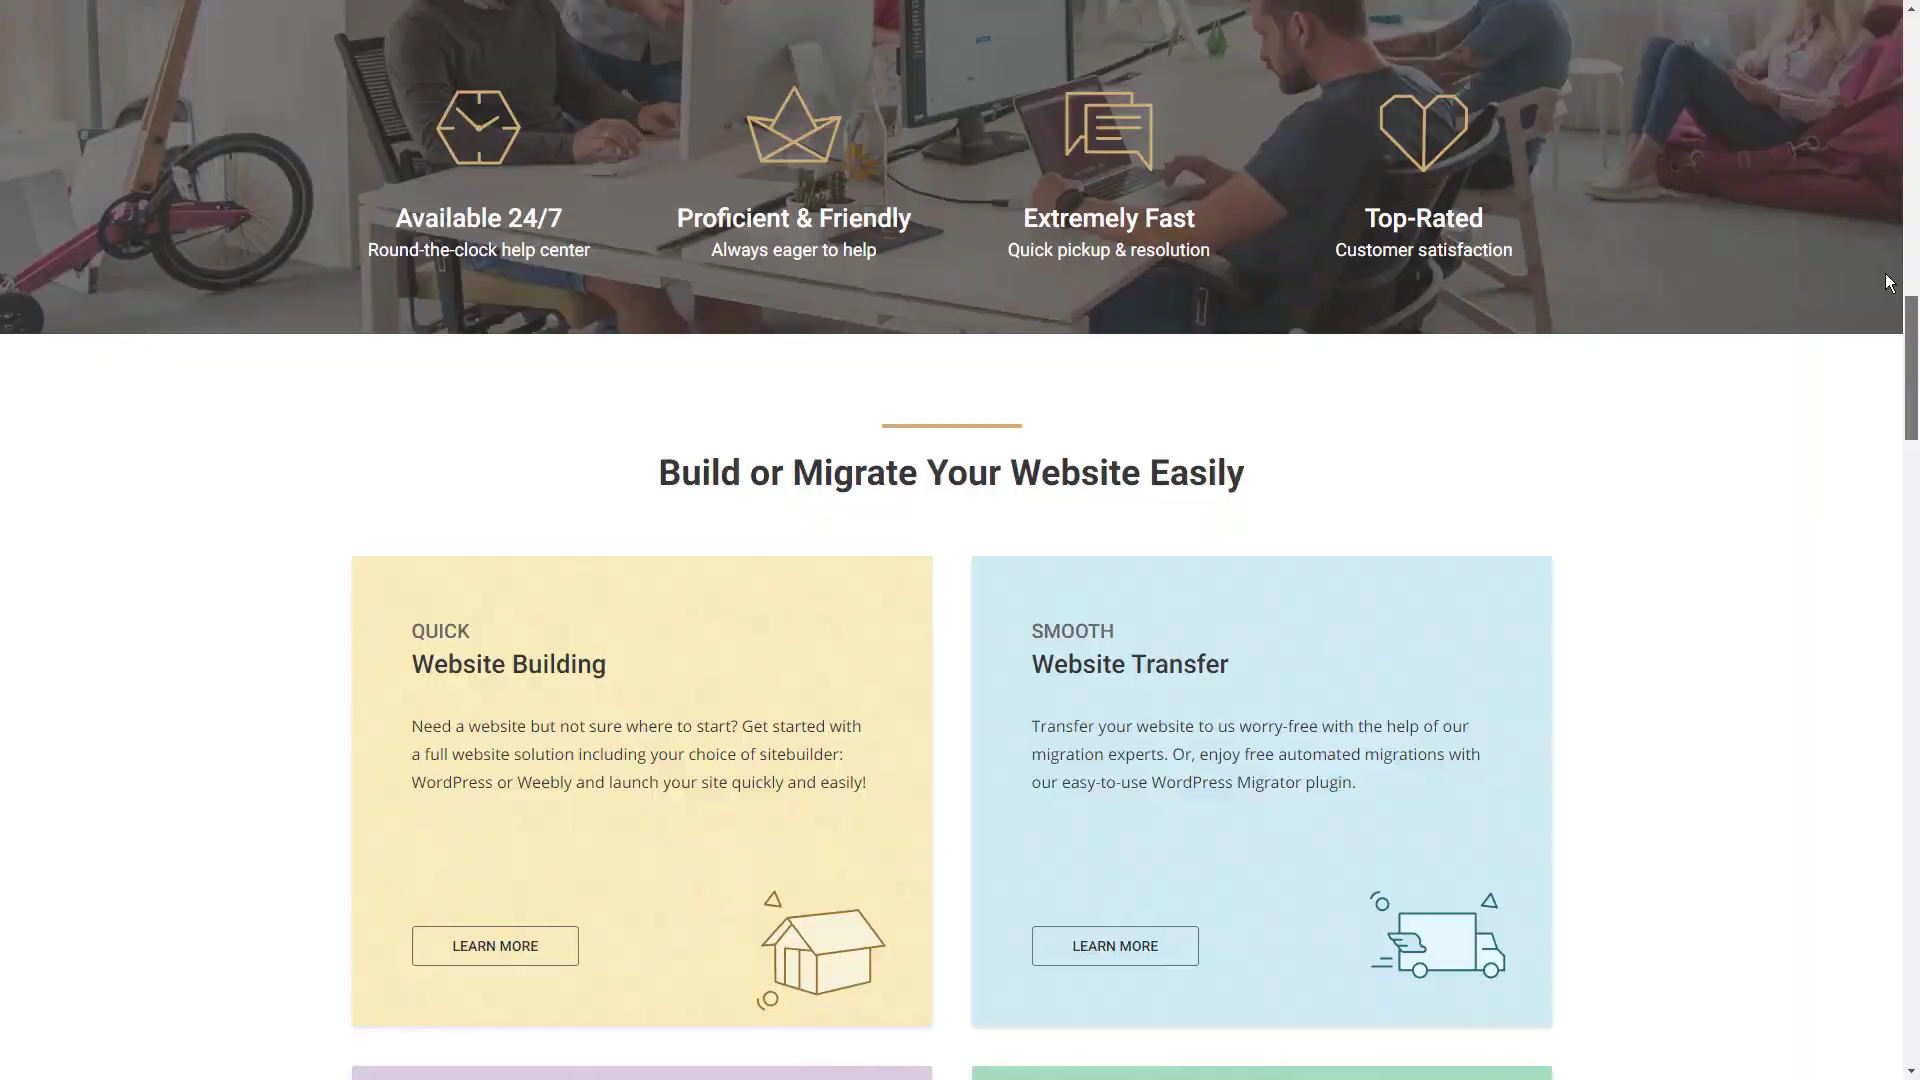 Available 24/7
Round-the-clock help center
Proficient & Friendly
Always eager to help
Extremely Fast
Quick pickup & resolution
Top-Rated
Customer satisfaction
Build or Migrate Your Website Easily
QUICK
Website Building
Need a website but not sure where to start? Get started with
a full website solution including your choice of sitebuilder:
WordPress or Weebly and launch your site quickly and easily!
LEARN MORE
SMOOTH
Website Transfer
Transfer your website to us worry-free with the help of our
migration experts. Or, enjoy free automated migrations with
our easy-to-use WordPress Migrator plugin.
LEARN MORE